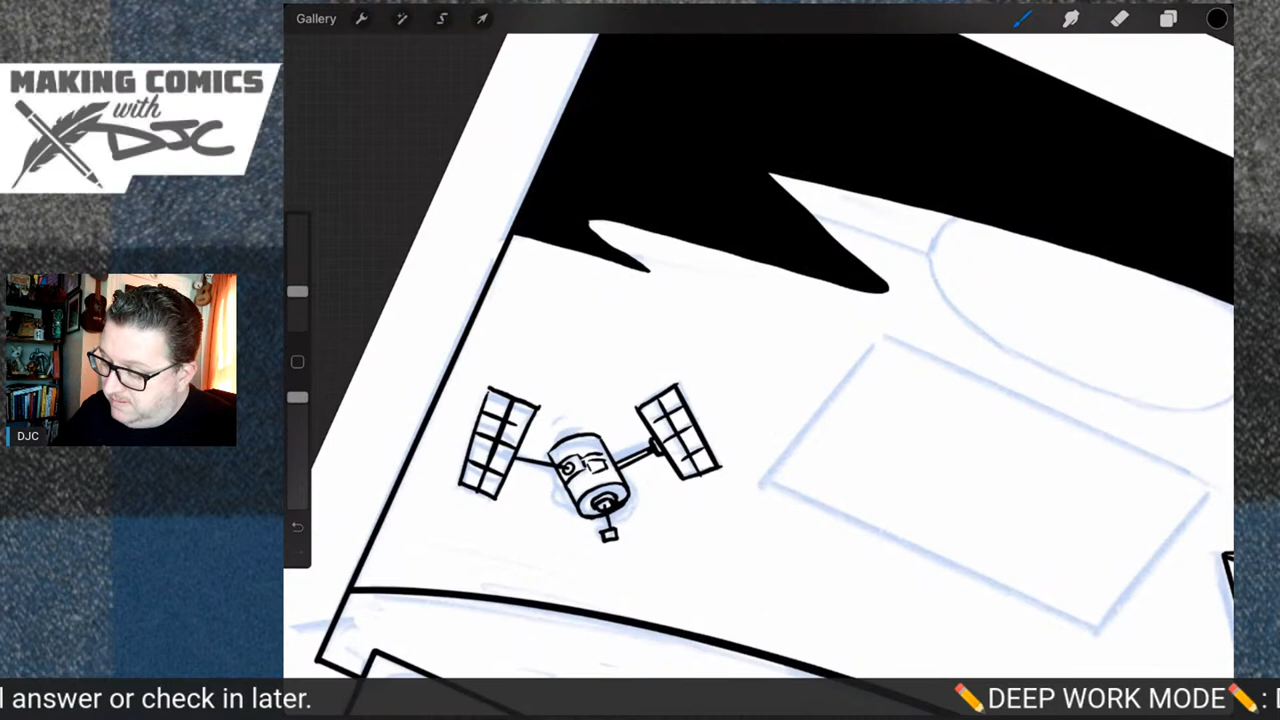 Gallery
MAKING COMICS
with
DJC
DJC
l answer or check in later.
✏️DEEP WORK MODE✏️: